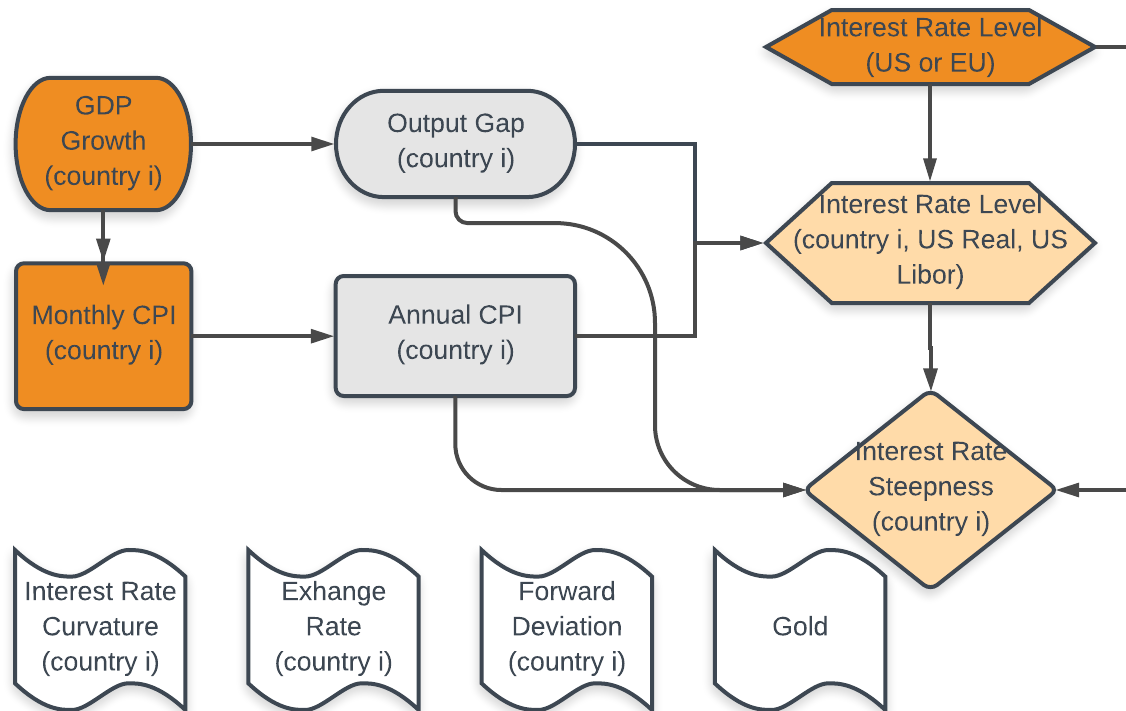 Interest Rate Level
(US or EU)
GDP
Growth
(country i)
Output Gap
(country i)
Interest Rate Level
(country i, US Real, US
Libor)
Monthly CPI
(country i)
Annual CPI
(country i)
Interest Rate
Steepness
(country i)
Interest Rate
Curvature
(country i)
Exhange
Rate
(country i)
Forward
Deviation
(country i)
Gold